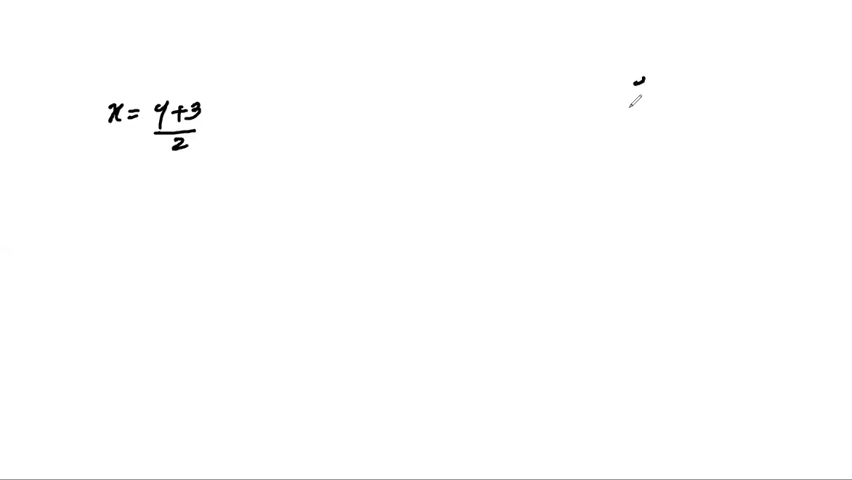 x = y+3
2